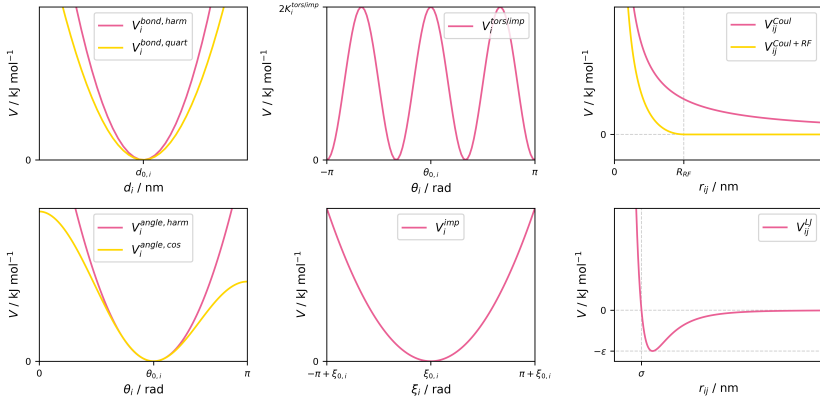 V / kJ mol⁻¹
V_i^{bond, harm}
V_i^{bond, quart}
0
d_{0, i}
d_i / nm
2K_i^{tors/imp}
V / kJ mol⁻¹
V_i^{tors/imp}
0
−π
θ_{0, i}
π
θ_i / rad
V / kJ mol⁻¹
V_{ij}^{Coul}
V_{ij}^{Coul + RF}
0
0
R_{RF}
r_{ij} / nm
V / kJ mol⁻¹
V_i^{angle, harm}
V_i^{angle, cos}
0
0
θ_{0, i}
π
θ_i / rad
V / kJ mol⁻¹
V_i^{imp}
0
−π + ξ_{0, i}
ξ_{0, i}
π + ξ_{0, i}
ξ_i / rad
V / kJ mol⁻¹
V_{ij}^{LJ}
0
−ε
σ
r_{ij} / nm